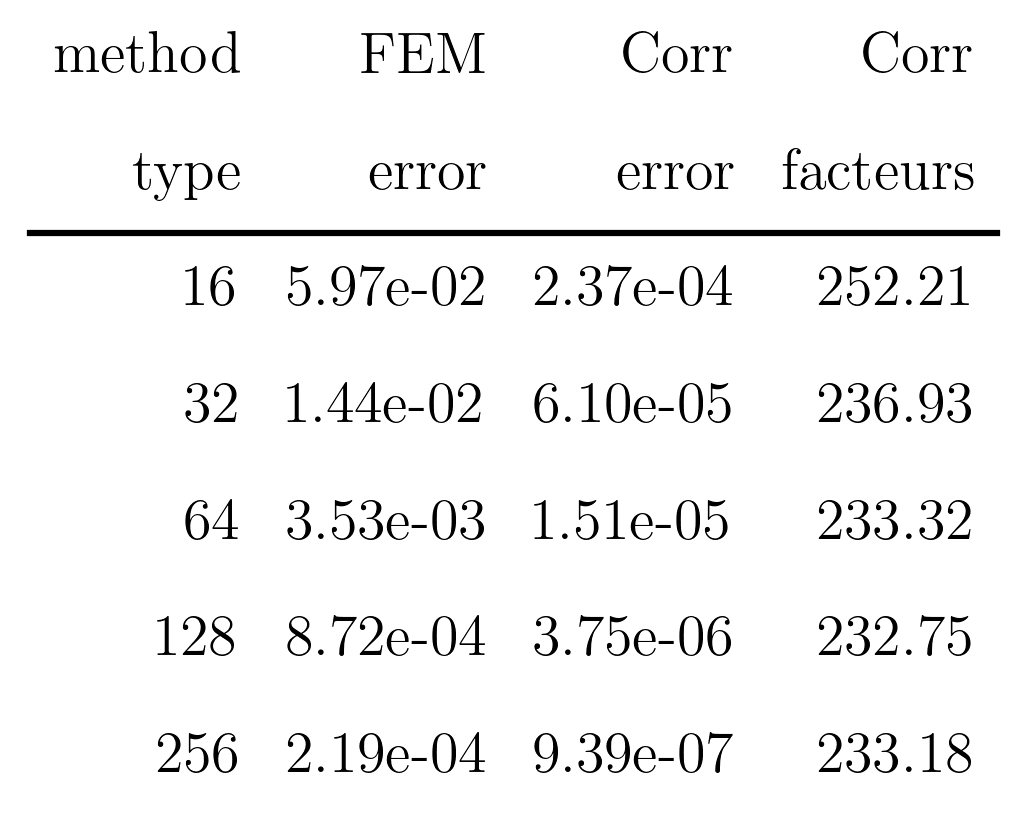 method FEM Corr Corr
type error error facteurs
16 5.97e-02 2.37e-04 252.21
32 1.44e-02 6.10e-05 236.93
64 3.53e-03 1.51e-05 233.32
128 8.72e-04 3.75e-06 232.75
256 2.19e-04 9.39e-07 233.18